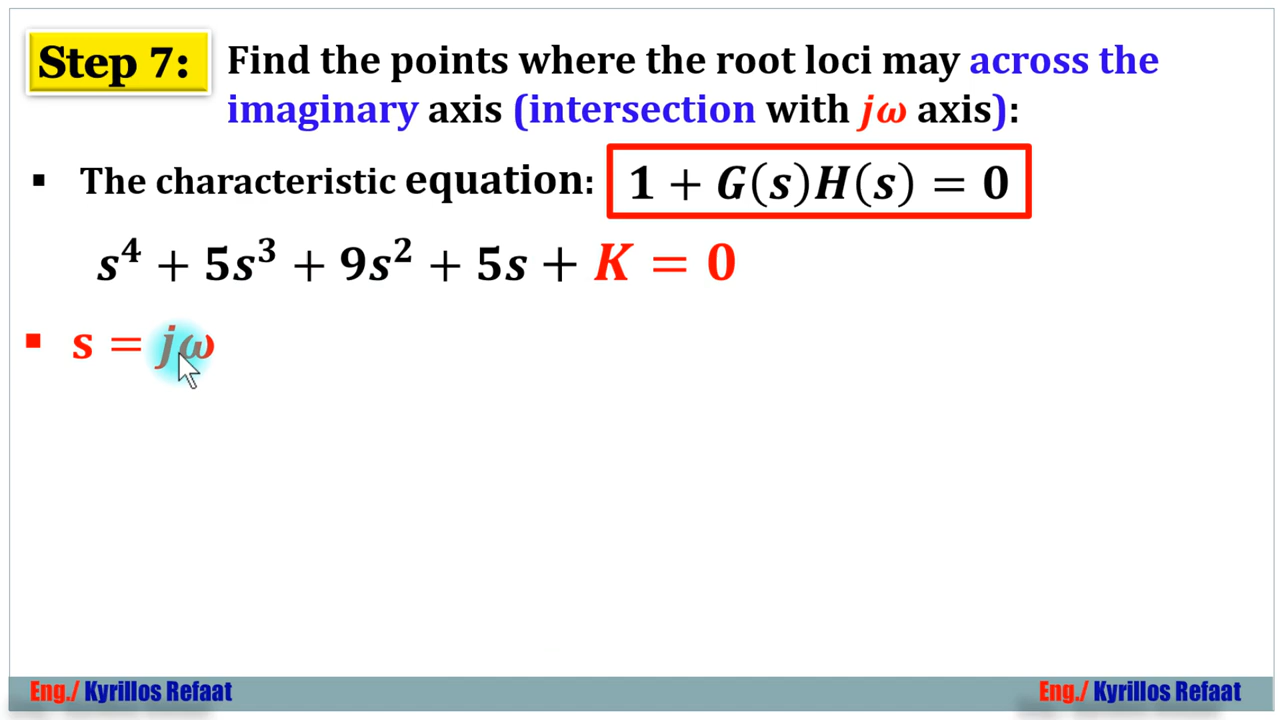 Step 7: Find the points where the root loci may across the
imaginary axis (intersection with jω axis):
▪ The characteristic equation: 1 + G(s)H(s) = 0
s⁴ + 5s³ + 9s² + 5s + K = 0
▪ s = jω
Eng./ Kyrillos Refaat Eng./ Kyrillos Refaat